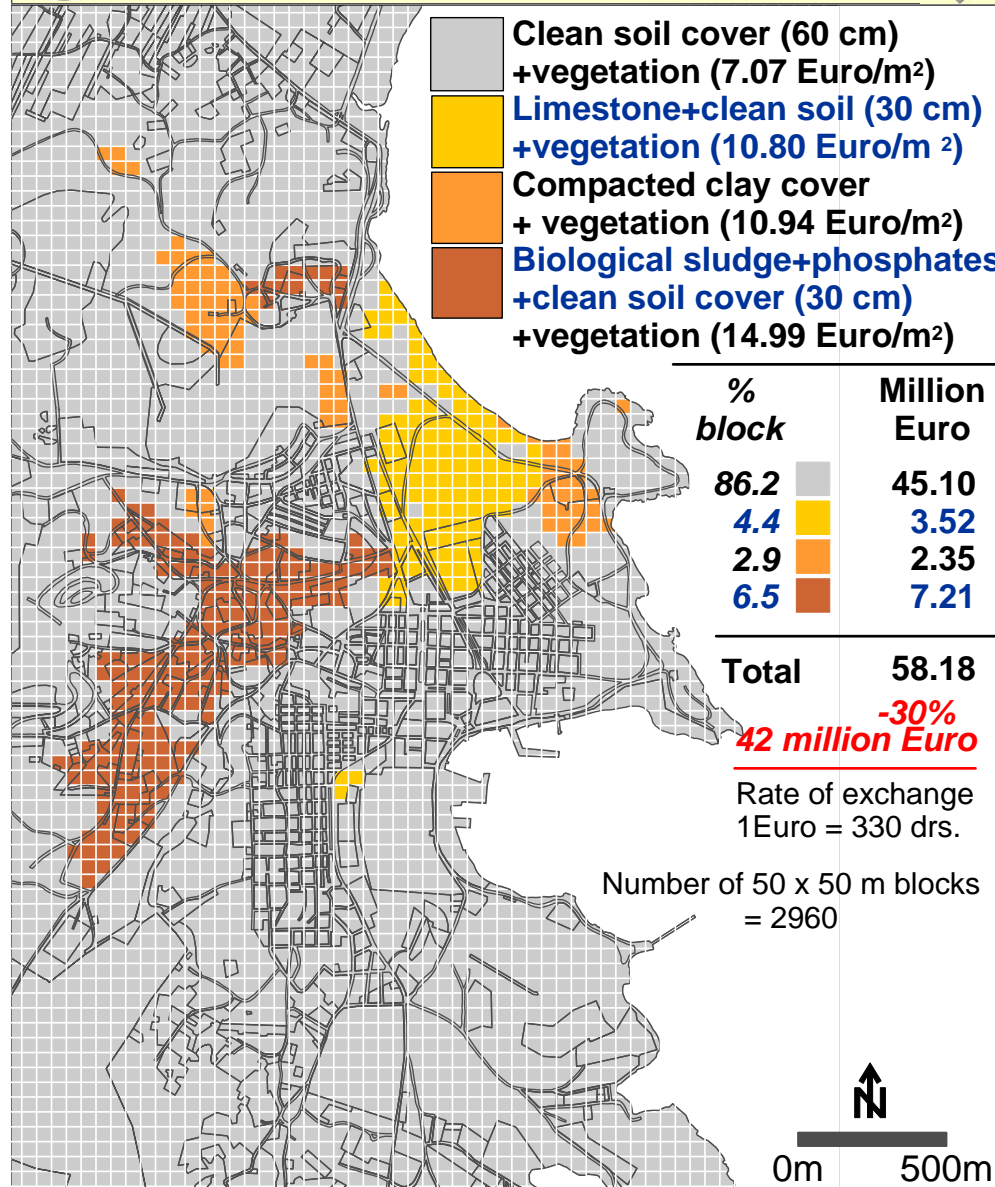 Clean soil cover (60 cm)
+vegetation (7.07 Euro/m²)
Limestone+clean soil (30 cm)
+vegetation (10.80 Euro/m ²)
Compacted clay cover
+ vegetation (10.94 Euro/m²)
Biological sludge+phosphates
+clean soil cover (30 cm)
+vegetation (14.99 Euro/m²)
% Million
block Euro
86.2 45.10
4.4 3.52
2.9 2.35
6.5 7.21
Total 58.18
-30%
42 million Euro
Rate of exchange
1Euro = 330 drs.
Number of 50 x 50 m blocks
= 2960
N
0m 500m